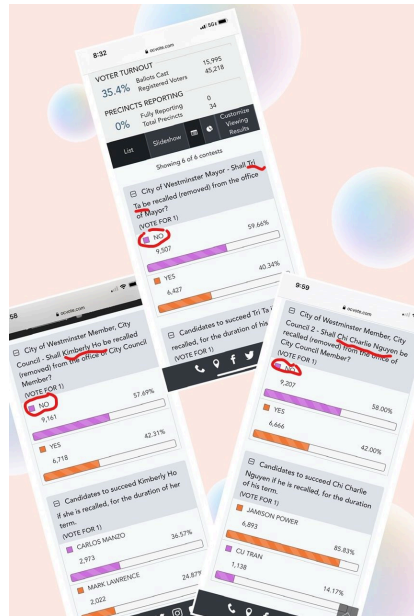 8:32
5G
ocvote.com
VOTER TURNOUT
35.4%
Ballots Cast 15,995
Registered Voters 45,218
PRECINCTS REPORTING
0%
Fully Reporting 0
Total Precincts 34
List
Slideshow
Customize
Viewing
Results
Showing 6 of 6 contests
City of Westminster Mayor - Shall Tri
Ta be recalled (removed) from the office
of Mayor?
(VOTE FOR 1)
NO
9,507 59.66%
YES
6,427 40.34%
Candidates to succeed Tri Ta
recalled, for the duration of his
(VOTE FOR 1)
58
ocvote.com
City of Westminster Member, City
Council - Shall Kimberly Ho be recalled
(removed) from the office of City Council
Member?
(VOTE FOR 1)
NO
9,161 57.69%
YES
6,718 42.31%
Candidates to succeed Kimberly Ho
if she is recalled, for the duration of her
term.
(VOTE FOR 1)
CARLOS MANZO
2,973 36.57%
MARK LAWRENCE
2,022 24.87%
9:59
ocvote.com
City of Westminster Member, City
Council 2 - Shall Chi Charlie Nguyen be
recalled (removed) from the office of
City Council Member?
(VOTE FOR 1)
NO
9,207 58.00%
YES
6,666 42.00%
Candidates to succeed Chi Charlie
Nguyen if he is recalled, for the duration
of his term.
(VOTE FOR 1)
JAMISON POWER
6,893 85.83%
CU TRAN
1,138 14.17%